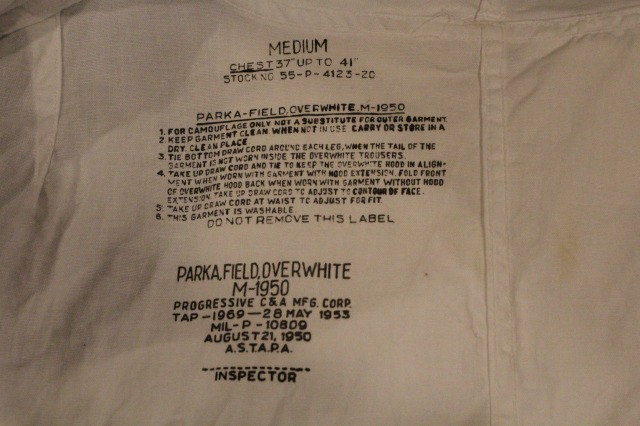 MEDIUM
CHEST 37" UP TO 41"
STOCK NO 55-P-4123-20
PARKA-FIELD, OVERWHITE, M-1950
1. FOR CAMOUFLAGE ONLY NOT A SUBSTITUTE FOR OUTER GARMENT.
2. KEEP GARMENT CLEAN WHEN NOT IN USE CARRY OR STORE IN A
DRY, CLEAN PLACE
3. TIE BOTTOM DRAW CORD AROUND EACH LEG, WHEN THE TAIL OF THE
GARMENT IS NOT WORN INSIDE THE OVERWHITE TROUSERS.
4. TAKE UP DRAW CORD AND TIE TO KEEP THE OVERWHITE HOOD IN ALIGN-
MENT WHEN WORN WITH GARMENT WITH HOOD EXTENSION. FOLD FRONT
OF OVERWHITE HOOD BACK WHEN WORN WITH GARMENT WITHOUT HOOD
EXTENSION TAKE UP DRAW CORD TO ADJUST TO CONTOUR OF FACE.
5. TAKE UP DRAW CORD AT WAIST TO ADJUST FOR FIT.
6. THIS GARMENT IS WASHABLE
DO NOT REMOVE THIS LABEL
PARKA, FIELD, OVERWHITE
M-1950
PROGRESSIVE C&A MFG. CORP.
TAP-1969-28 MAY 1953
MIL-P-10809
AUGUST 21, 1950
A.S.T.A.P.A.
INSPECTOR